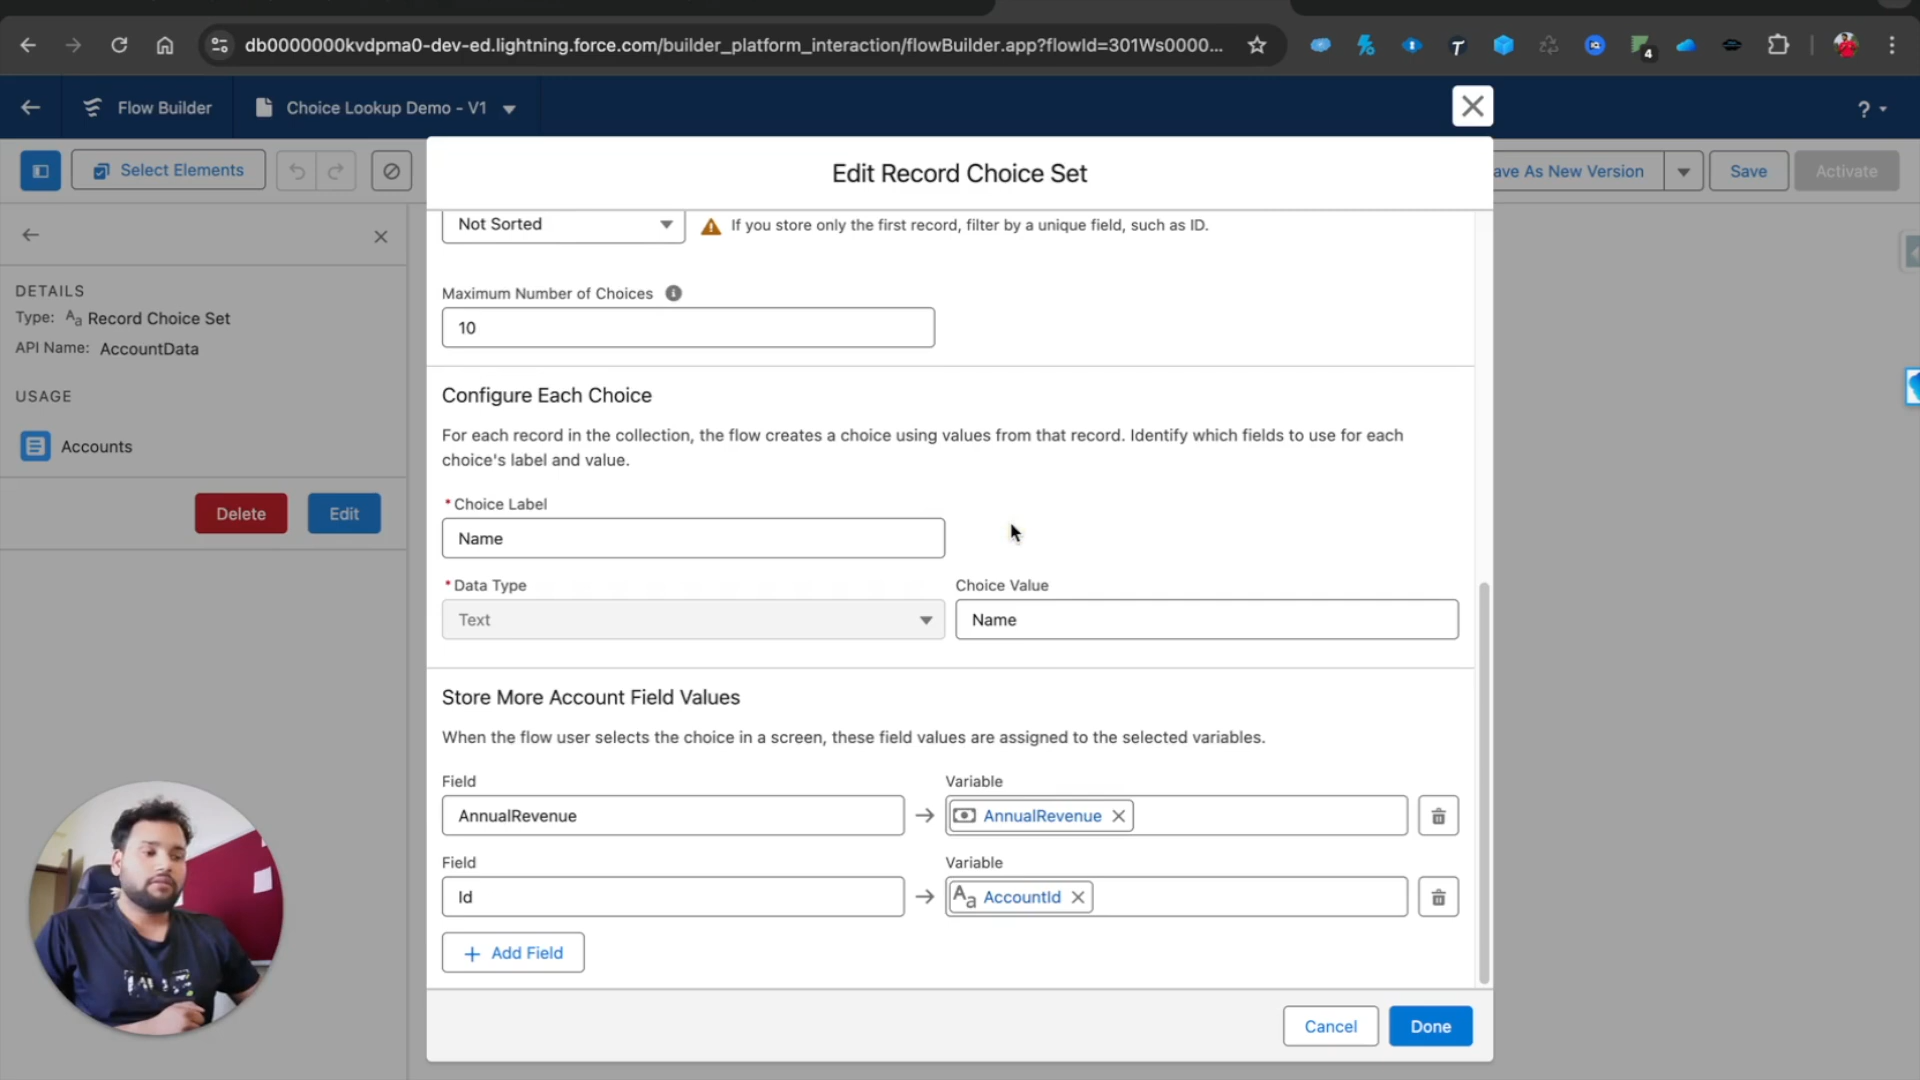 db0000000kvdpma0-dev-ed.lightning.force.com/builder_platform_interaction/flowBuilder.app?flowId=301Ws0000...
4
Flow Builder
Choice Lookup Demo - V1
?
Select Elements
Edit Record Choice Set
ave As New Version
Save
Activate
Not Sorted
If you store only the first record, filter by a unique field, such as ID.
DETAILS
Type: Aa Record Choice Set
API Name: AccountData
USAGE
Accounts
Delete
Edit
Maximum Number of Choices
10
Configure Each Choice
For each record in the collection, the flow creates a choice using values from that record. Identify which fields to use for each
choice's label and value.
* Choice Label
Name
* Data Type
Choice Value
Text
Name
Store More Account Field Values
When the flow user selects the choice in a screen, these field values are assigned to the selected variables.
Field
Variable
AnnualRevenue
AnnualRevenue
Field
Variable
Id
Aa AccountId
+ Add Field
Cancel
Done